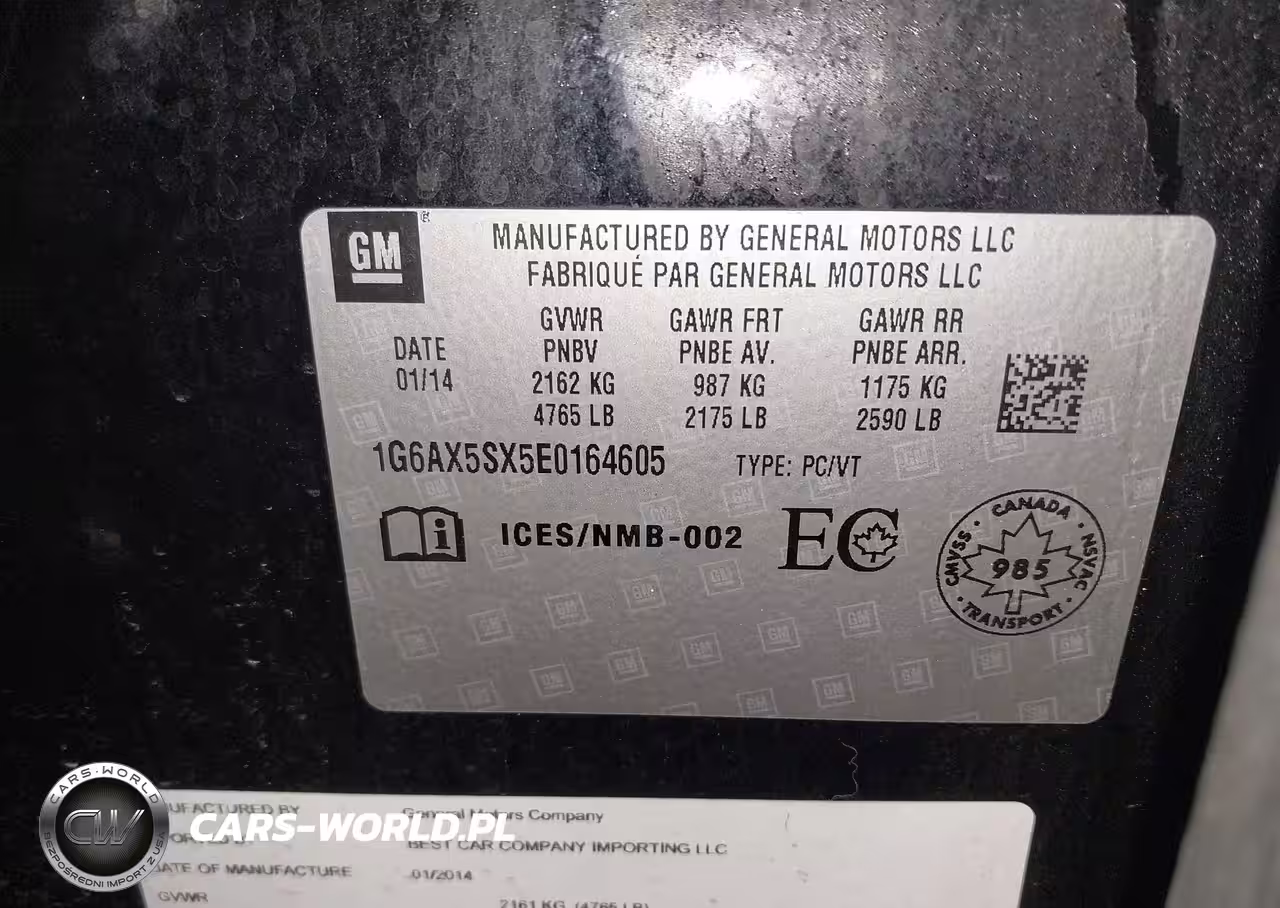 GM
MANUFACTURED BY GENERAL MOTORS LLC
FABRIQUÉ PAR GENERAL MOTORS LLC
DATE
01/14
GVWR
PNBV
2162 KG
4765 LB
GAWR FRT
PNBE AV.
987 KG
2175 LB
GAWR RR
PNBE ARR.
1175 KG
2590 LB
1G6AX5SX5E0164605
TYPE: PC/VT
i
ICES/NMB-002
EC
CANADA
CMVSS
985
NSVAC
TRANSPORT
UFACTURED BY General Motors Company
BEST CAR COMPANY IMPORTING LLC
DATE OF MANUFACTURE 01/2014
GVWR 2161 KG (4765 LB)
CARS-WORLD
CW
BEZPOŚREDNI IMPORT Z USA
CARS-WORLD.PL